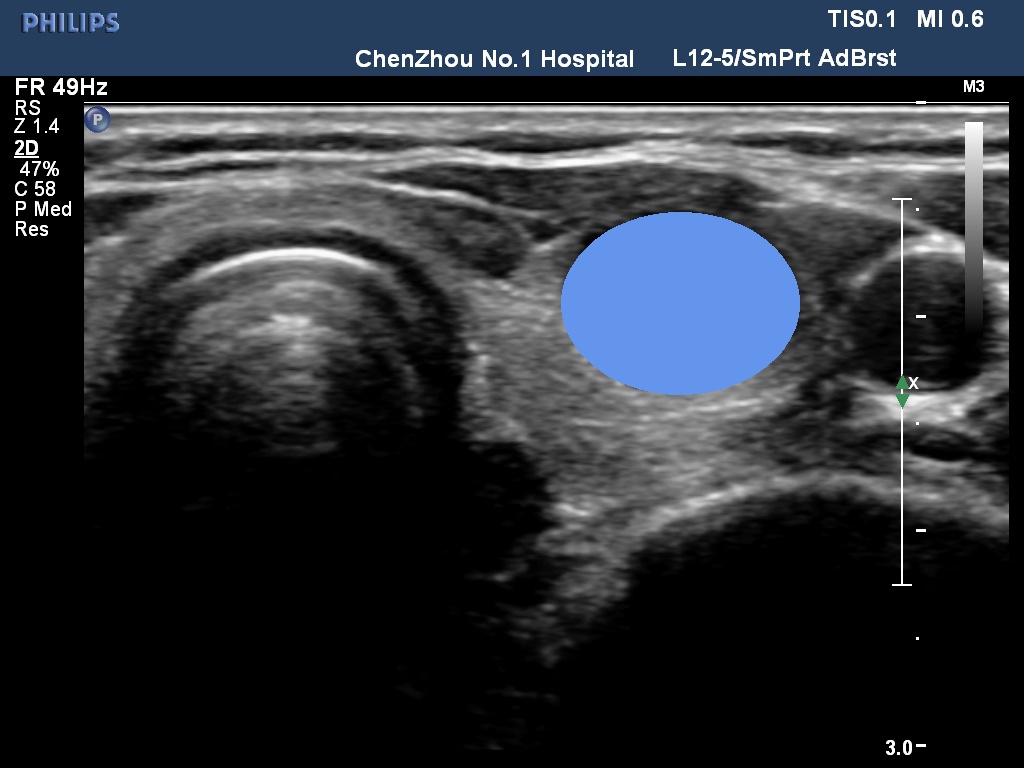 PHILIPS
TIS0.1 MI 0.6
ChenZhou No.1 Hospital L12-5/SmPrt AdBrst
FR 49Hz
M3
RS
P
Z 1.4
2D
47%
C 58
P Med
Res
X
3.0